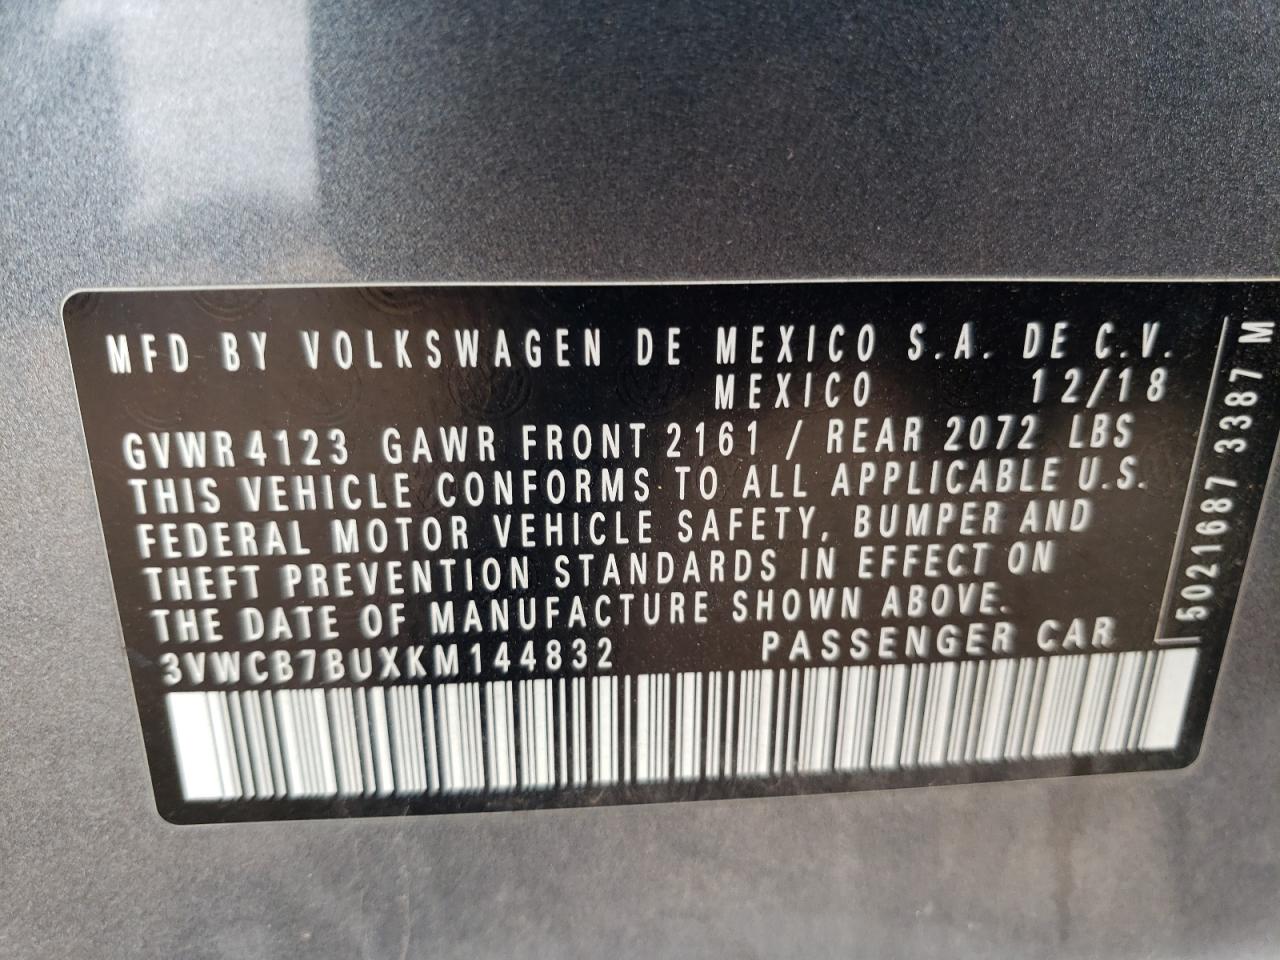 MFD BY VOLKSWAGEN DE MEXICO S.A. DE C.V.
MEXICO 12/18
GVWR 4123 GAWR FRONT 2161 / REAR 2072 LBS
THIS VEHICLE CONFORMS TO ALL APPLICABLE U.S.
FEDERAL MOTOR VEHICLE SAFETY, BUMPER AND
THEFT PREVENTION STANDARDS IN EFFECT ON
THE DATE OF MANUFACTURE SHOWN ABOVE.
3VWCB7BUXKM144832 PASSENGER CAR
5021687 3387 M